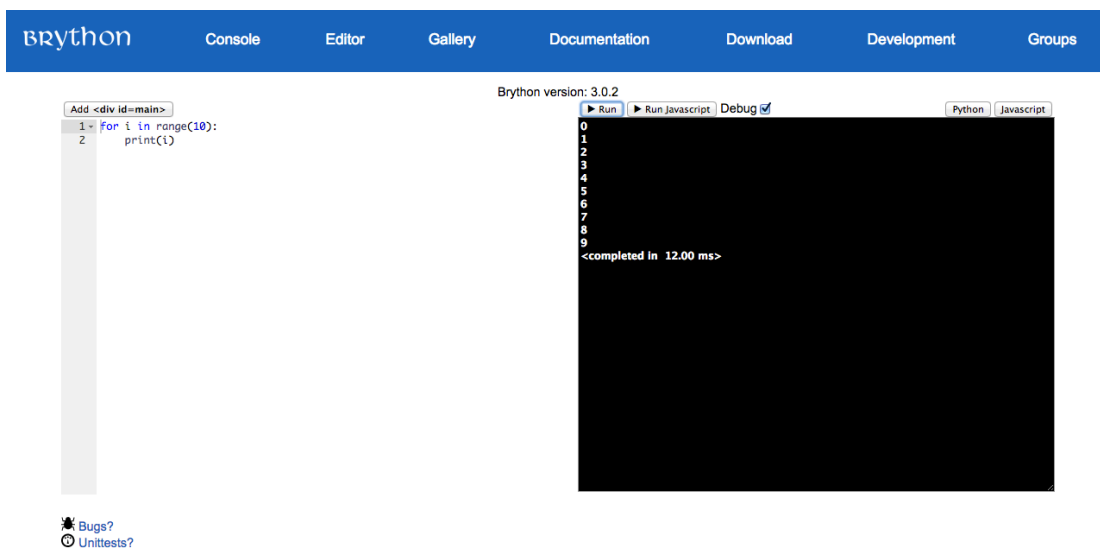 BRython Console Editor Gallery Documentation Download Development Groups
Brython version: 3.0.2
Add <div id=main>
1 for i in range(10):
2 print(i)
▶ Run ▶ Run Javascript Debug Python Javascript
0
1
2
3
4
5
6
7
8
9
<completed in 12.00 ms>
Bugs?
Unittests?